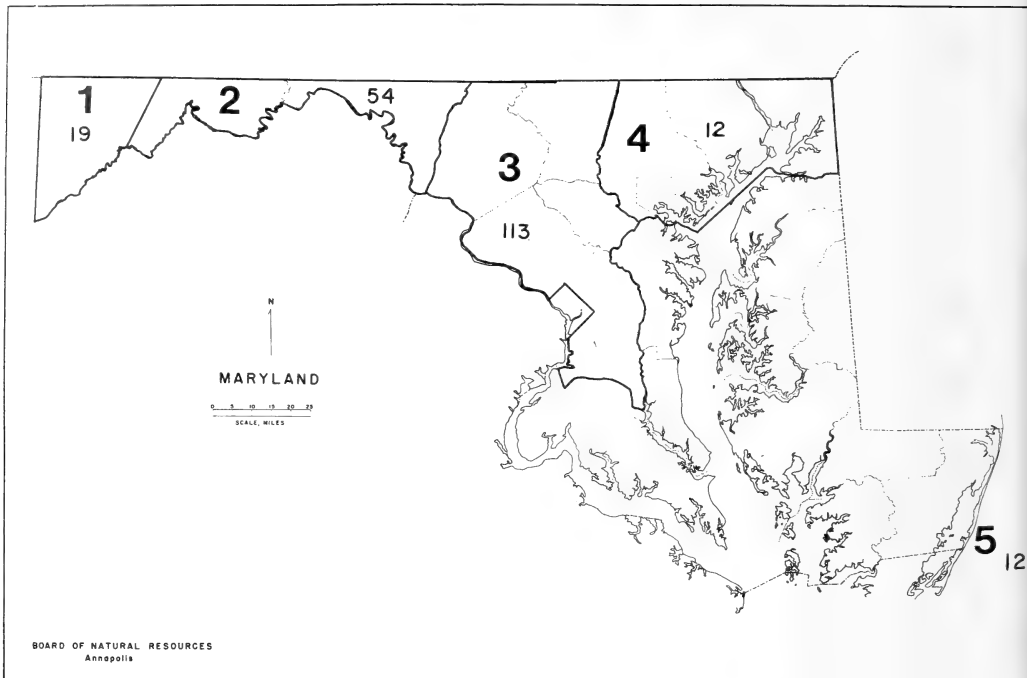 1
19
2
54
3
113
4
12
N
MARYLAND
0 5 10 15 20 25
SCALE, MILES
5
12
BOARD OF NATURAL RESOURCES
Annapolis